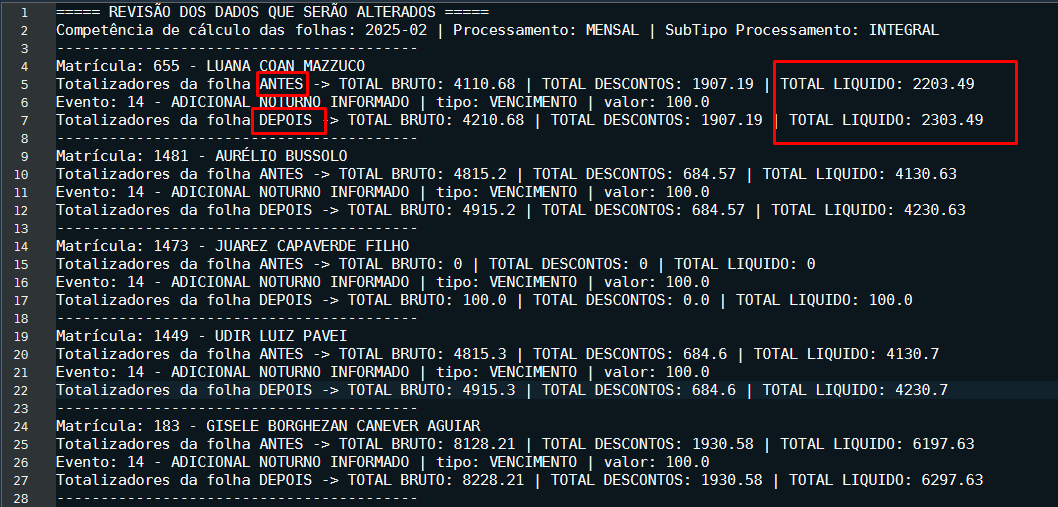 1 ===== REVISÃO DOS DADOS QUE SERÃO ALTERADOS =====
2 Competência de cálculo das folhas: 2025-02 | Processamento: MENSAL | SubTipo Processamento: INTEGRAL
3 -----------------------------------------
4 Matrícula: 655 - LUANA COAN MAZZUCO
5 Totalizadores da folha ANTES -> TOTAL BRUTO: 4110.68 | TOTAL DESCONTOS: 1907.19 | TOTAL LIQUIDO: 2203.49
6 Evento: 14 - ADICIONAL NOTURNO INFORMADO | tipo: VENCIMENTO | valor: 100.0
7 Totalizadores da folha DEPOIS -> TOTAL BRUTO: 4210.68 | TOTAL DESCONTOS: 1907.19 | TOTAL LIQUIDO: 2303.49
8 -----------------------------------------
9 Matrícula: 1481 - AURÉLIO BUSSOLO
10 Totalizadores da folha ANTES -> TOTAL BRUTO: 4815.2 | TOTAL DESCONTOS: 684.57 | TOTAL LIQUIDO: 4130.63
11 Evento: 14 - ADICIONAL NOTURNO INFORMADO | tipo: VENCIMENTO | valor: 100.0
12 Totalizadores da folha DEPOIS -> TOTAL BRUTO: 4915.2 | TOTAL DESCONTOS: 684.57 | TOTAL LIQUIDO: 4230.63
13 -----------------------------------------
14 Matrícula: 1473 - JUAREZ CAPAVERDE FILHO
15 Totalizadores da folha ANTES -> TOTAL BRUTO: 0 | TOTAL DESCONTOS: 0 | TOTAL LIQUIDO: 0
16 Evento: 14 - ADICIONAL NOTURNO INFORMADO | tipo: VENCIMENTO | valor: 100.0
17 Totalizadores da folha DEPOIS -> TOTAL BRUTO: 100.0 | TOTAL DESCONTOS: 0.0 | TOTAL LIQUIDO: 100.0
18 -----------------------------------------
19 Matrícula: 1449 - UDIR LUIZ PAVEI
20 Totalizadores da folha ANTES -> TOTAL BRUTO: 4815.3 | TOTAL DESCONTOS: 684.6 | TOTAL LIQUIDO: 4130.7
21 Evento: 14 - ADICIONAL NOTURNO INFORMADO | tipo: VENCIMENTO | valor: 100.0
22 Totalizadores da folha DEPOIS -> TOTAL BRUTO: 4915.3 | TOTAL DESCONTOS: 684.6 | TOTAL LIQUIDO: 4230.7
23 -----------------------------------------
24 Matrícula: 183 - GISELE BORGHEZAN CANEVER AGUIAR
25 Totalizadores da folha ANTES -> TOTAL BRUTO: 8128.21 | TOTAL DESCONTOS: 1930.58 | TOTAL LIQUIDO: 6197.63
26 Evento: 14 - ADICIONAL NOTURNO INFORMADO | tipo: VENCIMENTO | valor: 100.0
27 Totalizadores da folha DEPOIS -> TOTAL BRUTO: 8228.21 | TOTAL DESCONTOS: 1930.58 | TOTAL LIQUIDO: 6297.63
28 -----------------------------------------